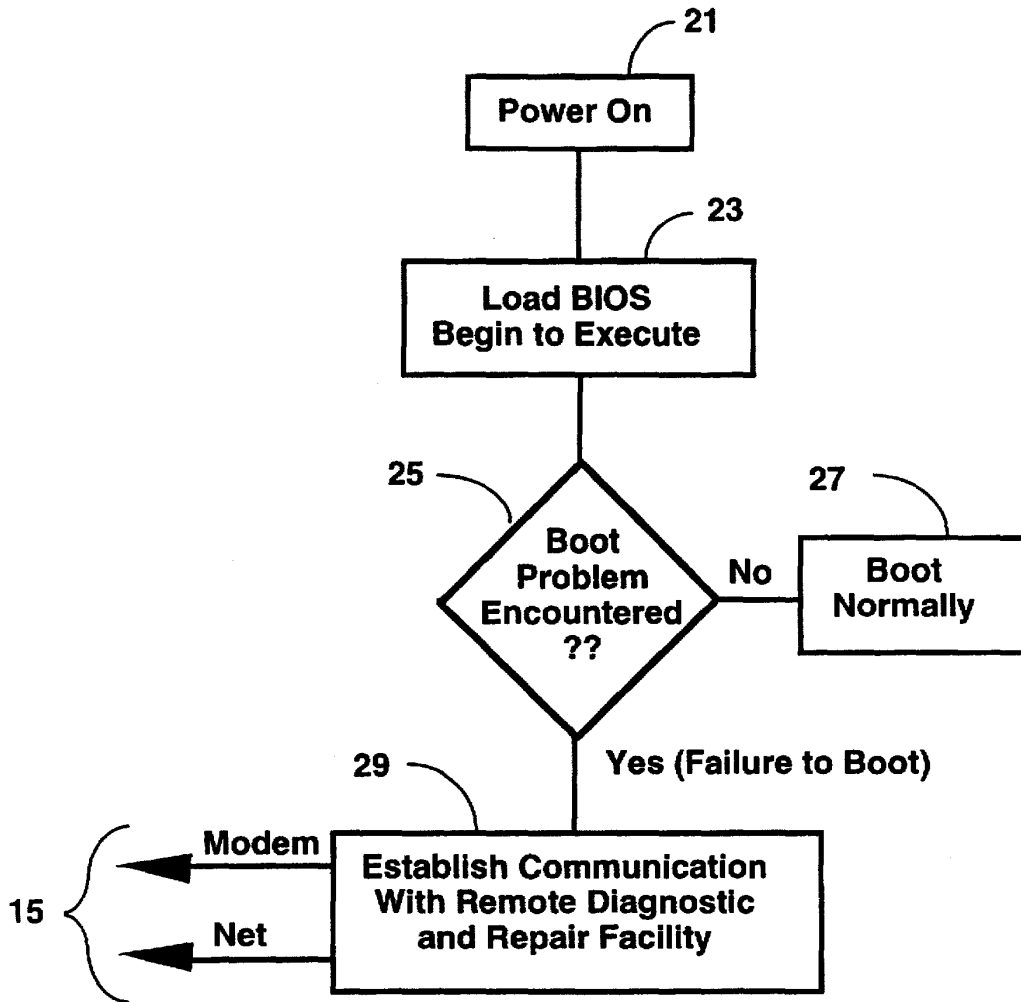 21
Power On
23
Load BIOS
Begin to Execute
25
Boot
Problem
Encountered
??
No
27
Boot
Normally
Yes (Failure to Boot)
29
Establish Communication
With Remote Diagnostic
and Repair Facility
Modem
Net
15